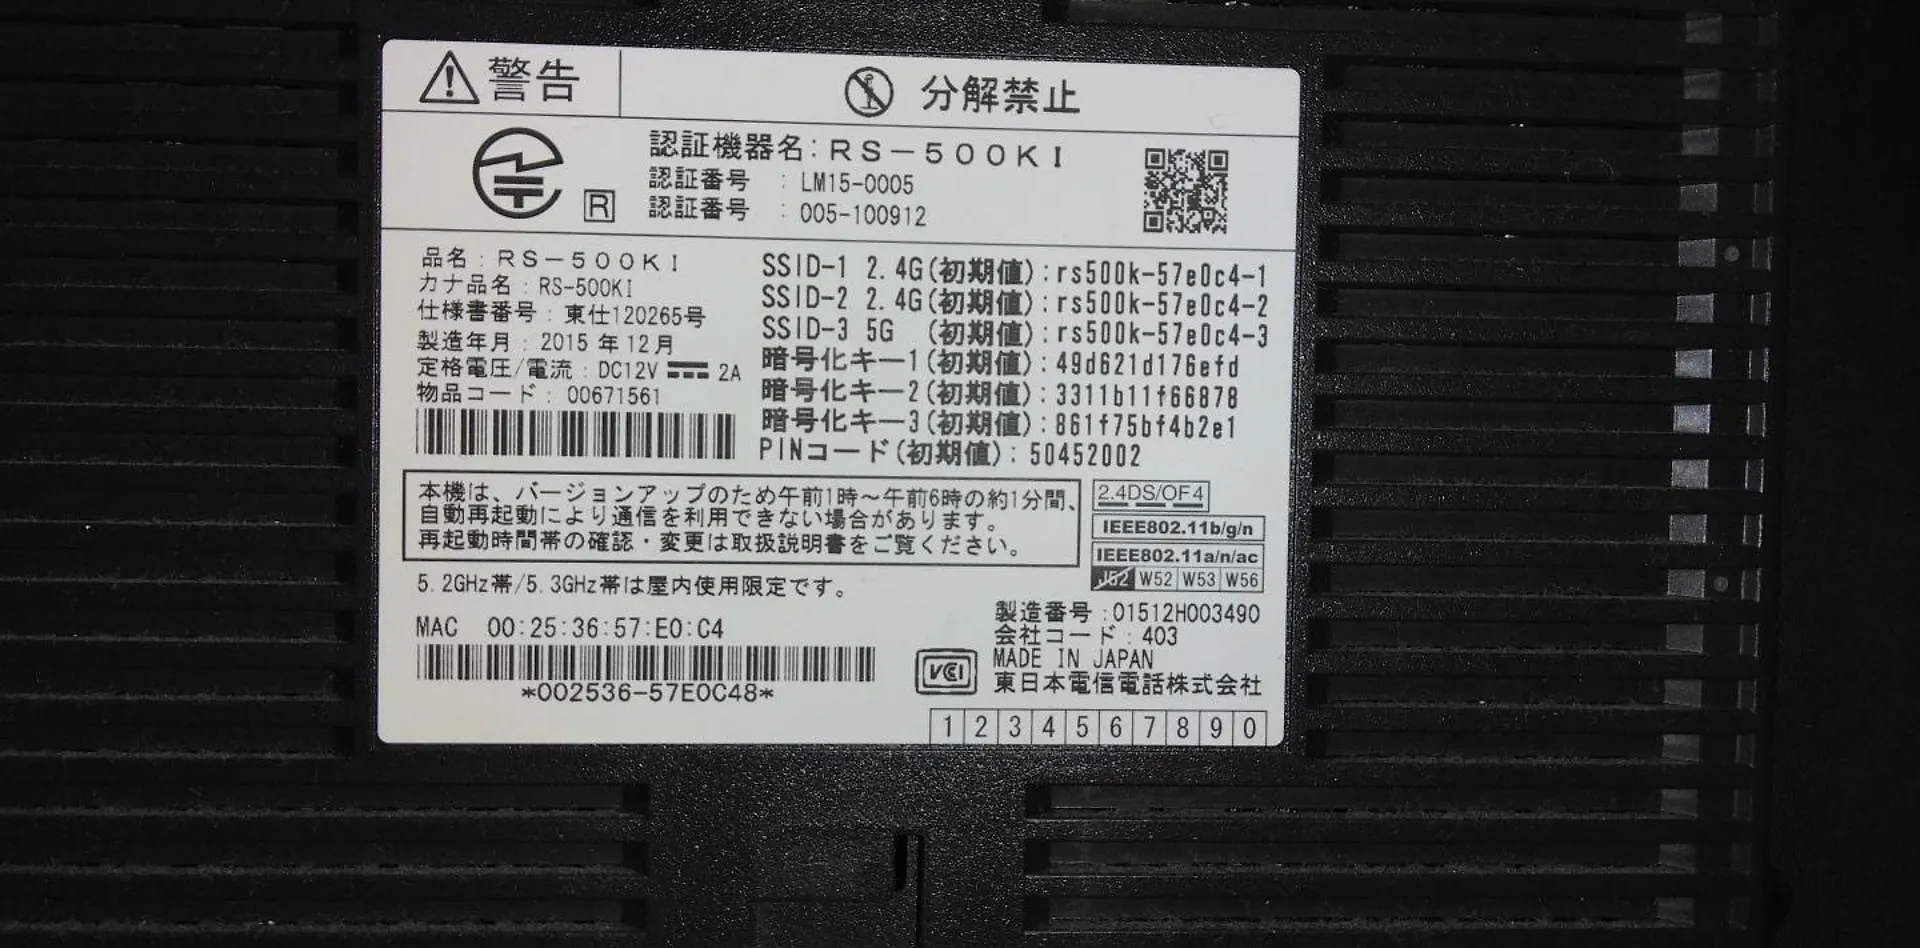 警告
分解禁止
認証機器名:RS-500KI
認証番号 : LM15-0005
R 認証番号 : 005-100912
品名:RS-500KI
カナ品名:RS-500KI
仕様書番号:東仕120265号
製造年月:2015年12月
定格電圧/電流:DC12V 2A
物品コード:00671561
SSID-1 2.4G(初期値):rs500k-57e0c4-1
SSID-2 2.4G(初期値):rs500k-57e0c4-2
SSID-3 5G (初期値):rs500k-57e0c4-3
暗号化キー1(初期値):49d621d176efd
暗号化キー2(初期値):3311b11f66878
暗号化キー3(初期値):861f75bf4b2e1
PINコード(初期値):50452002
本機は、バージョンアップのため午前1時~午前6時の約1分間、
自動再起動により通信を利用できない場合があります。
再起動時間帯の確認・変更は取扱説明書をご覧ください。
2.4DS/OF4
IEEE802.11b/g/n
IEEE802.11a/n/ac
J52 W52 W53 W56
5.2GHz帯/5.3GHz帯は屋内使用限定です。
MAC 00:25:36:57:E0:C4
*002536-57E0C48*
製造番号:01512H003490
会社コード:403
MADE IN JAPAN
東日本電信電話株式会社
VCI
1 2 3 4 5 6 7 8 9 0